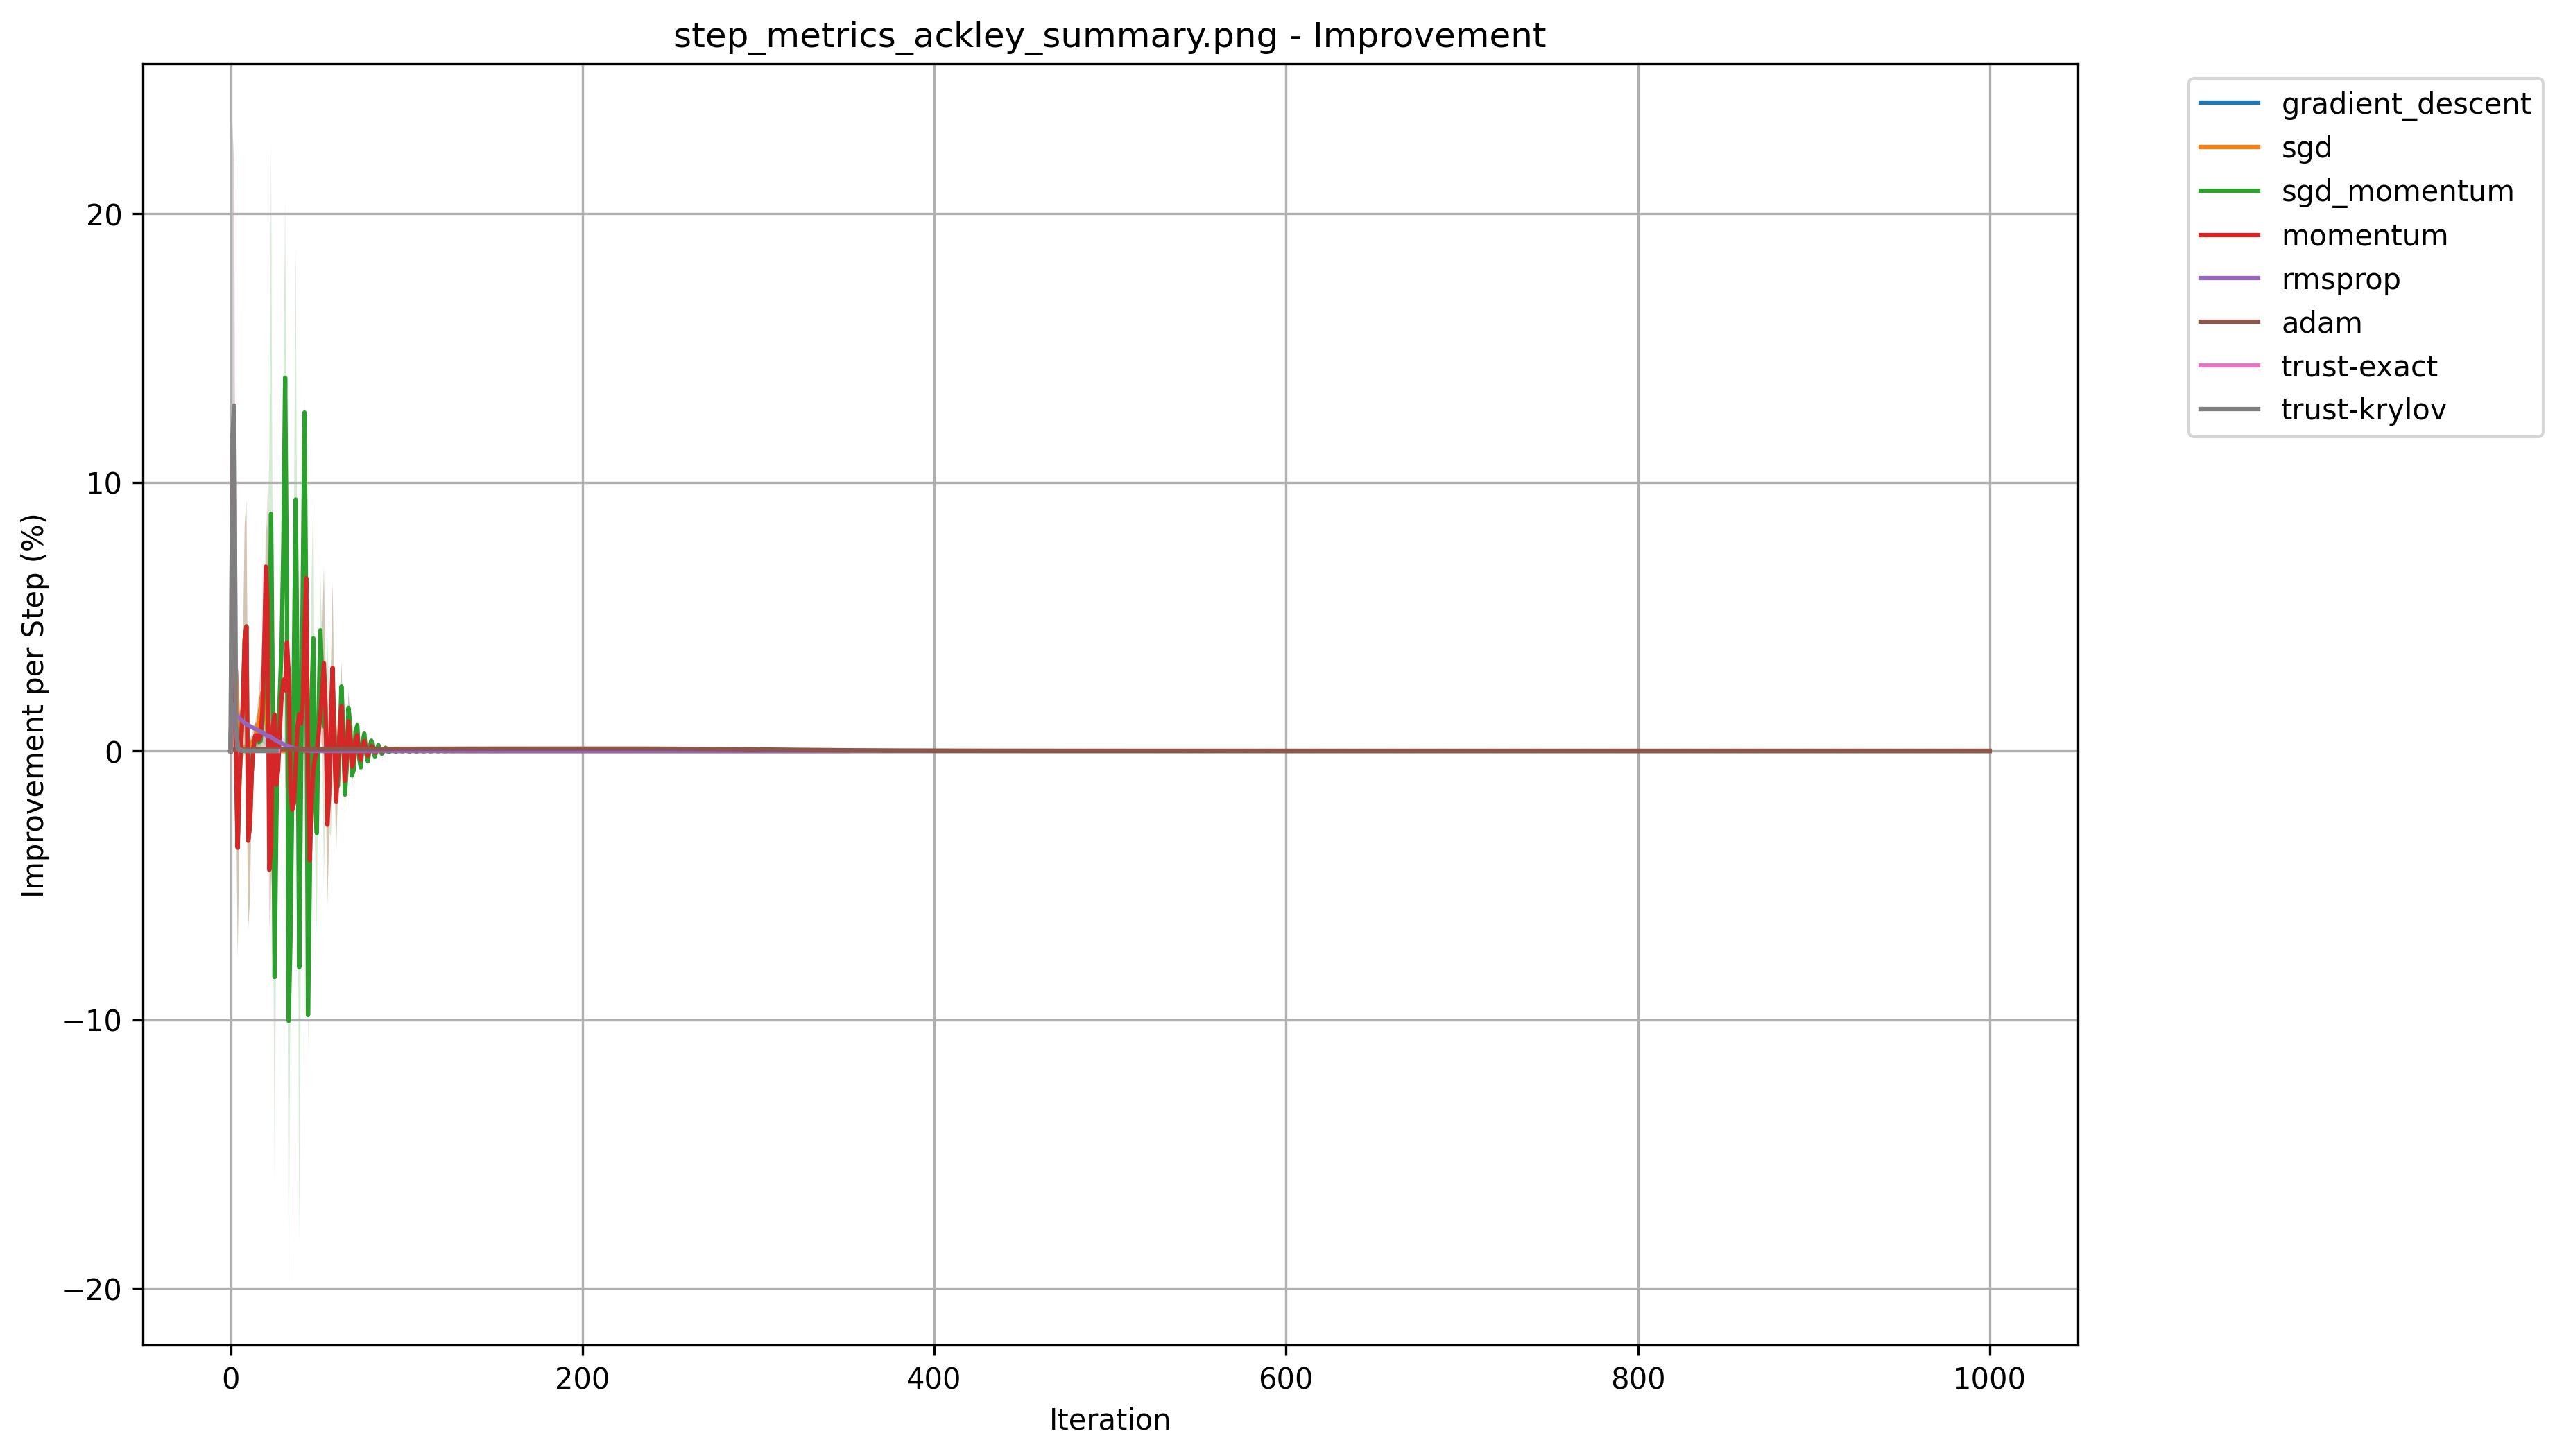 step_metrics_ackley_summary.png - Improvement
Improvement per Step (%)
20
10
0
−10
−20
0
200
400
600
800
1000
Iteration
gradient_descent
sgd
sgd_momentum
momentum
rmsprop
adam
trust-exact
trust-krylov